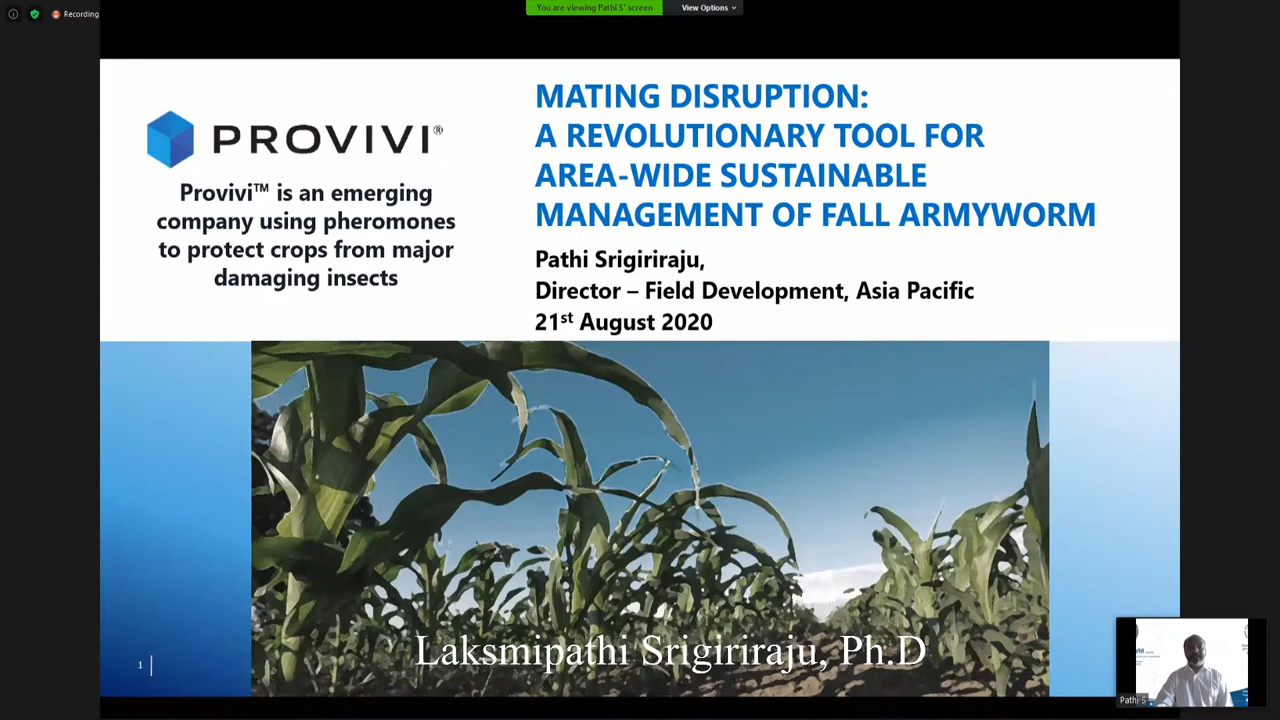 Recording
You are viewing Pathi S' screen
View Options
PROVIVI®
Provivi™ is an emerging
company using pheromones
to protect crops from major
damaging insects
MATING DISRUPTION:
A REVOLUTIONARY TOOL FOR
AREA-WIDE SUSTAINABLE
MANAGEMENT OF FALL ARMYWORM
Pathi Srigiriraju,
Director – Field Development, Asia Pacific
21st August 2020
Laksmipathi Srigiriraju, Ph.D
1
Pathi S